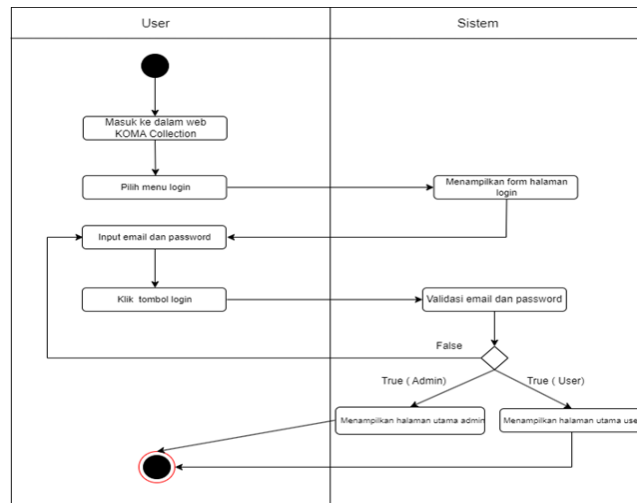 User
Sistem
Masuk ke dalam web
KOMA Collection
Pilih menu login
Menampilkan form halaman
login
Input email dan password
Klik tombol login
Validasi email dan password
False
True ( Admin)
True ( User)
Menampilkan halaman utama admin
Menampilkan halaman utama use